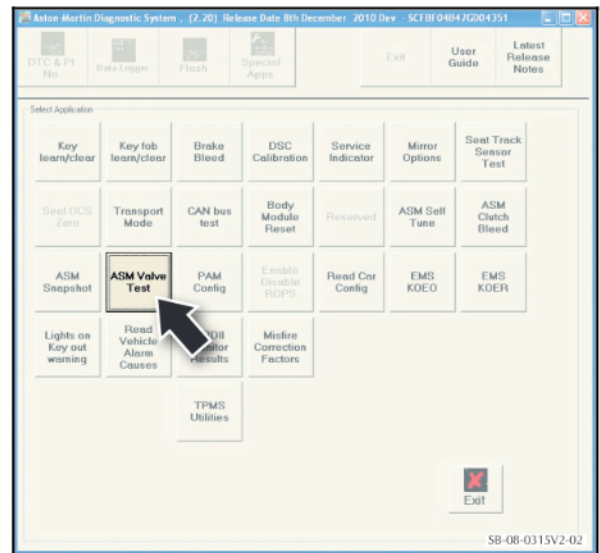 Aston-Martin Diagnostic System , (2.20) Release Date 8th December 2010 Dev - SCFBF04B47GD04351
DTC & Pt
No
Data Logger
Flash
Special
Apps
Exit
User
Guide
Latest
Release
Notes
Select Application
Key
learn/clear
Key fob
learn/clear
Brake
Bleed
DSC
Calibration
Service
Indicator
Mirror
Options
Seat Track
Sensor
Test
Seat OCS
Zero
Transport
Mode
CAN bus
test
Body
Module
Reset
Reserved
ASM Self
Tune
ASM
Clutch
Bleed
ASM
Snapshot
ASM Valve
Test
PAM
Config
Enable
Disable
ROPS
Read Car
Config
EMS
KOEO
EMS
KOER
Lights on
Key out
warning
Read
Vehicle
Alarm
Causes
Results
Misfire
Correction
Factors
TPMS
Utilities
Exit
SB-08-0315V2-02